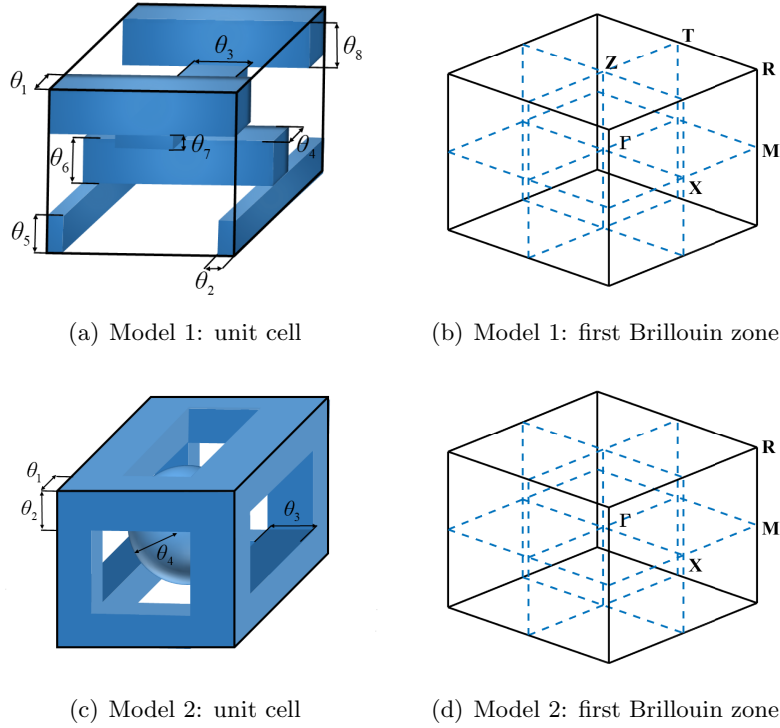 θ₃
θ₈
θ₁
θ₄
θ₇
θ₆
θ₅
θ₂
T
Z
R
Γ
M
X
(a) Model 1: unit cell
(b) Model 1: first Brillouin zone
θ₁
θ₂
θ₃
θ₄
R
Γ
M
X
(c) Model 2: unit cell
(d) Model 2: first Brillouin zone